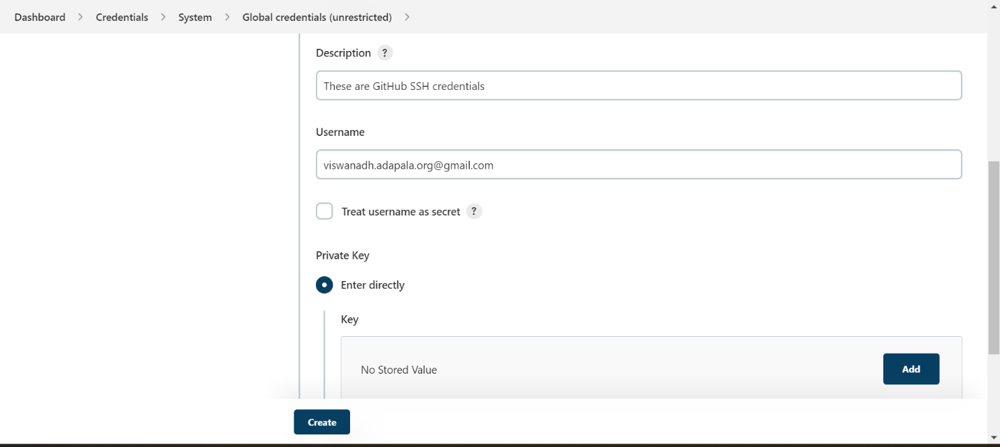 Dashboard > Credentials > System > Global credentials (unrestricted) >
Description ?
These are GitHub SSH credentials
Username
viswanadh.adapala.org@gmail.com
Treat username as secret ?
Private Key
Enter directly
Key
No Stored Value
Add
Create